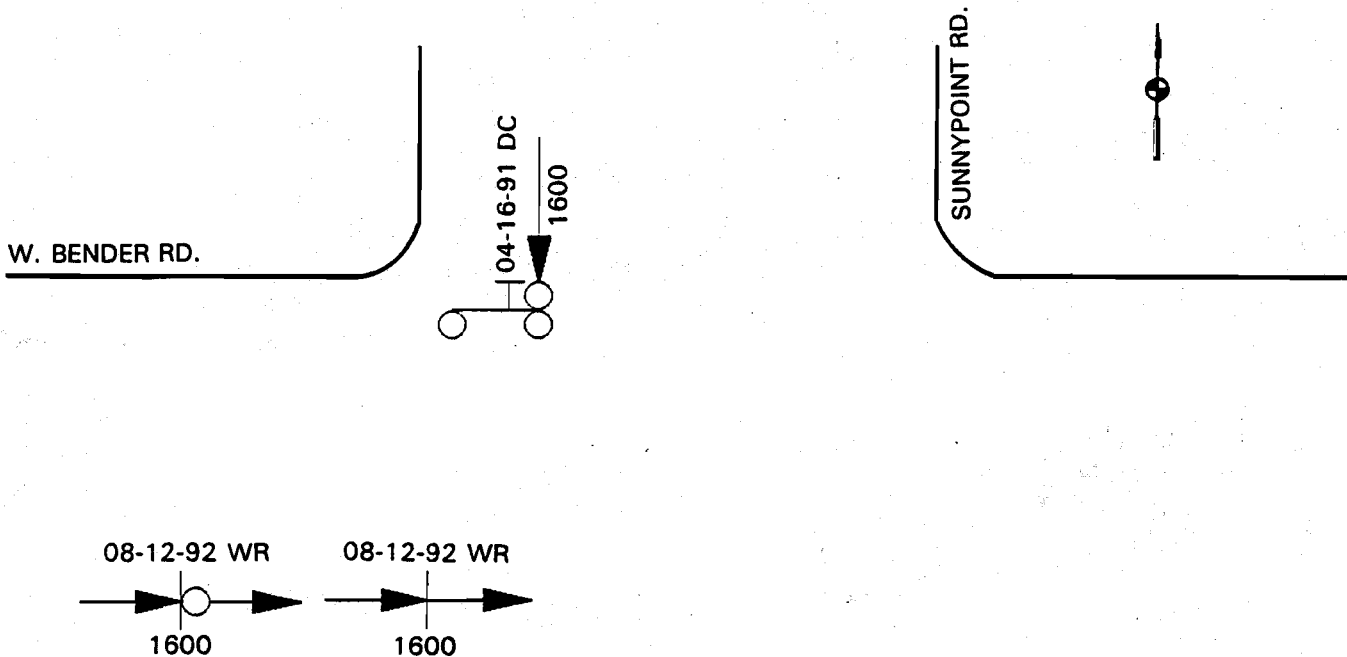 SUNNYPOINT RD.
04-16-91 DC
1600
W. BENDER RD.
08-12-92 WR
08-12-92 WR
1600
1600